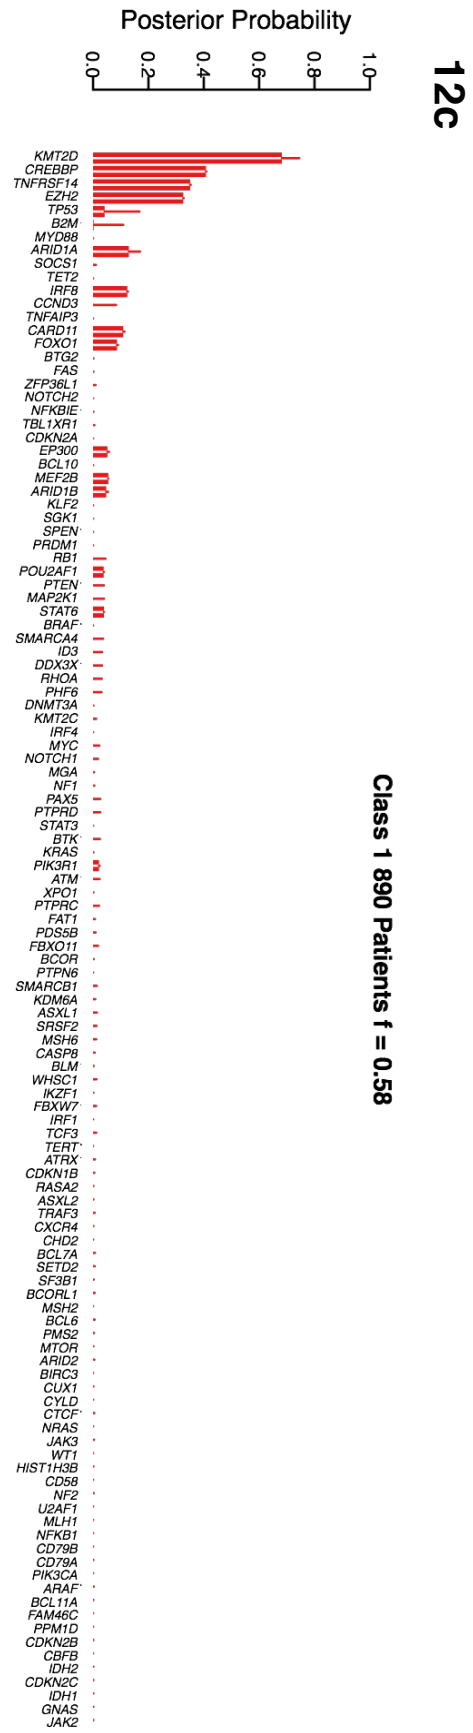 12c
Class 1 890 Patients f = 0.58
Posterior Probability
0.0
0.2
0.4
0.6
0.8
1.0
KMT2D
CREBBP
TNFRSF14
EZH2
TP53
B2M
MYD88
ARID1A
SOCS1
TET2
IRF8
CCND3
TNFAIP3
CARD11
FOXO1
BTG2
FAS
ZFP36L1
NOTCH2
NFKBIE
TBL1XR1
CDKN2A
EP300
BCL10
MEF2B
ARID1B
KLF2
SGK1
SPEN
PRDM1
RB1
POU2AF1
PTEN
MAP2K1
STAT6
BRAF
SMARCA4
ID3
DDX3X
RHOA
PHF6
DNMT3A
KMT2C
IRF4
MYC
NOTCH1
MGA
NF1
PAX5
PTPRD
STAT3
BTK
KRAS
PIK3R1
ATM
XPO1
PTPRC
FAT1
PDS5B
FBXO11
BCOR
PTPN6
SMARCB1
KDM6A
ASXL1
SRSF2
MSH6
CASP8
BLM
WHSC1
IKZF1
FBXW7
IRF1
TCF3
TERT
ATRX
CDKN1B
RASA2
ASXL2
TRAF3
CXCR4
CHD2
BCL7A
SETD2
SF3B1
BCORL1
MSH2
BCL6
PMS2
MTOR
ARID2
BIRC3
CUX1
CYLD
CTCF
NRAS
JAK3
WT1
HIST1H3B
CD58
NF2
U2AF1
MLH1
NFKB1
CD79B
CD79A
PIK3CA
ARAF
BCL11A
FAM46C
PPM1D
CDKN2B
CBFB
IDH2
CDKN2C
IDH1
GNAS
JAK2